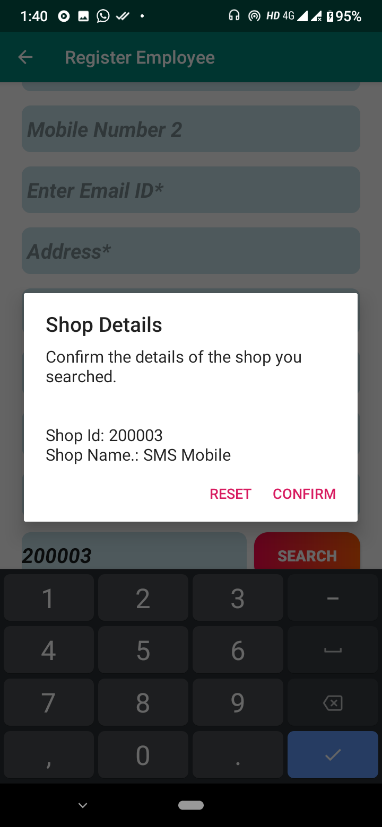 1:40 HD 4G 95%
Register Employee
Mobile Number 2
Enter Email ID*
Address*
Shop Details
Confirm the details of the shop you
searched.
Shop Id: 200003
Shop Name.: SMS Mobile
RESET CONFIRM
200003 SEARCH
1 2 3 -
4 5 6
7 8 9
, 0 .